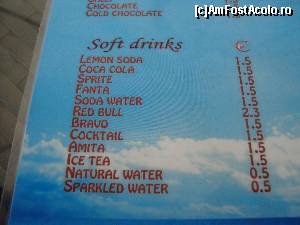 (c)AmFostAcolo.ro
CHOCOLATE
COLD CHOCOLATE
Soft drinks €
LEMON SODA 1.5
COCA COLA 1.5
SPRITE 1.5
FANTA 1.5
SODA WATER 1.5
RED BULL 2.3
BRAVO 1.5
COCKTAIL 1.5
AMITA 1.5
ICE TEA 1.5
NATURAL WATER 0.5
SPARKLED WATER 0.5